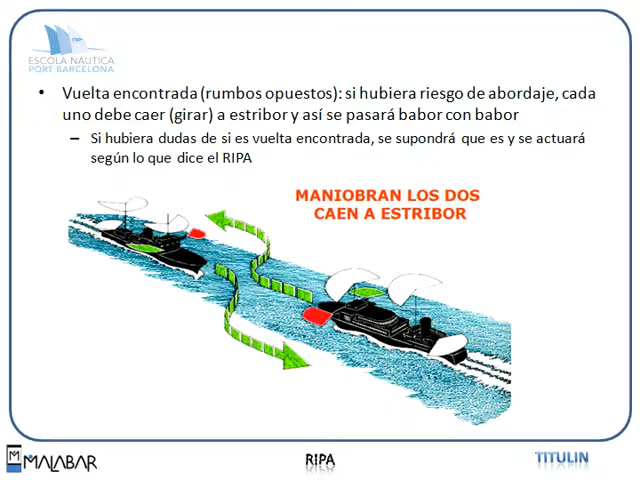 ESCOLA NÁUTICA
PORT BARCELONA
• Vuelta encontrada (rumbos opuestos): si hubiera riesgo de abordaje, cada
uno debe caer (girar) a estribor y así se pasará babor con babor
– Si hubiera dudas de si es vuelta encontrada, se supondrá que es y se actuará
según lo que dice el RIPA
MANIOBRAN LOS DOS
CAEN A ESTRIBOR
MALABAR
RIPA
TITULIN